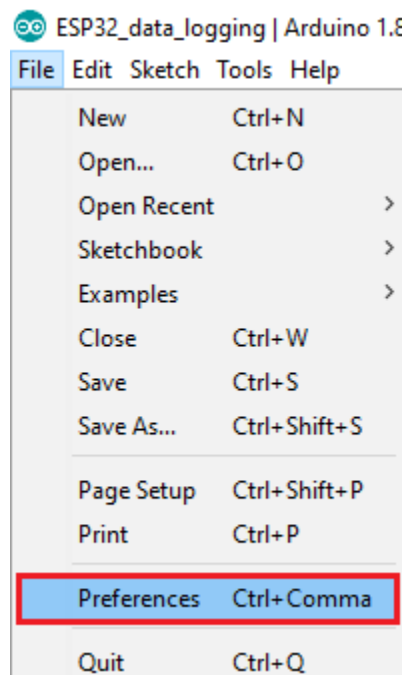 ESP32_data_logging | Arduino 1.8
File Edit Sketch Tools Help
New Ctrl+N
Open... Ctrl+O
Open Recent
Sketchbook
Examples
Close Ctrl+W
Save Ctrl+S
Save As... Ctrl+Shift+S
Page Setup Ctrl+Shift+P
Print Ctrl+P
Preferences Ctrl+Comma
Quit Ctrl+Q